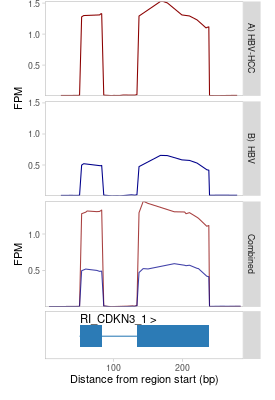 1.5
1.0
0.5
A) HBV-HCC
FPM
1.5
1.0
0.5
B) HBV
1.0
0.5
FPM
Combined
RI_CDKN3_1 >
100 200
Distance from region start (bp)